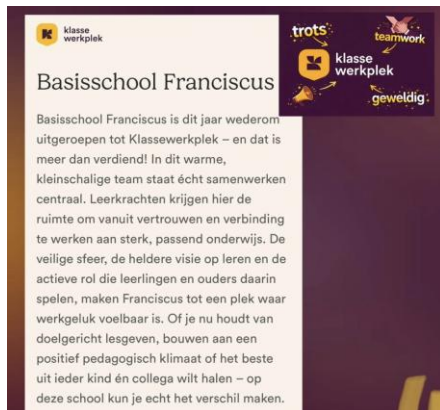 klasse
werkplek
trots
teamwork
klasse
werkplek
geweldig
Basisschool Franciscus
Basisschool Franciscus is dit jaar wederom
uitgeroepen tot Klassewerkplek – en dat is
meer dan verdiend! In dit warme,
kleinschalige team staat écht samenwerken
centraal. Leerkrachten krijgen hier de
ruimte om vanuit vertrouwen en verbinding
te werken aan sterk, passend onderwijs. De
veilige sfeer, de heldere visie op leren en de
actieve rol die leerlingen en ouders daarin
spelen, maken Franciscus tot een plek waar
werkgeluk voelbaar is. Of je nu houdt van
doelgericht lesgeven, bouwen aan een
positief pedagogisch klimaat of het beste
uit ieder kind én collega wilt halen – op
deze school kun je echt het verschil maken.